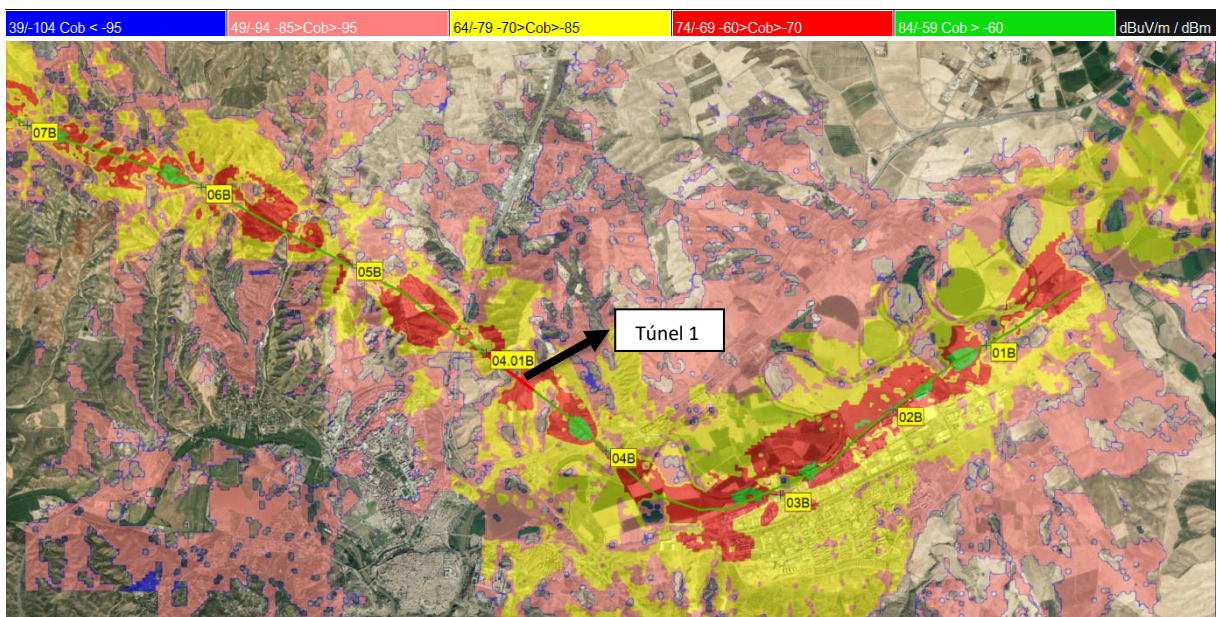 39/-104 Cob < -95 49/-94 -85>Cob>-95 64/-79 -70>Cob>-85 74/-69 -60>Cob>-70 84/-59 Cob > -60 dBuV/m / dBm
07B
06B
05B
Túnel 1
04.01B
01B
02B
04B
03B